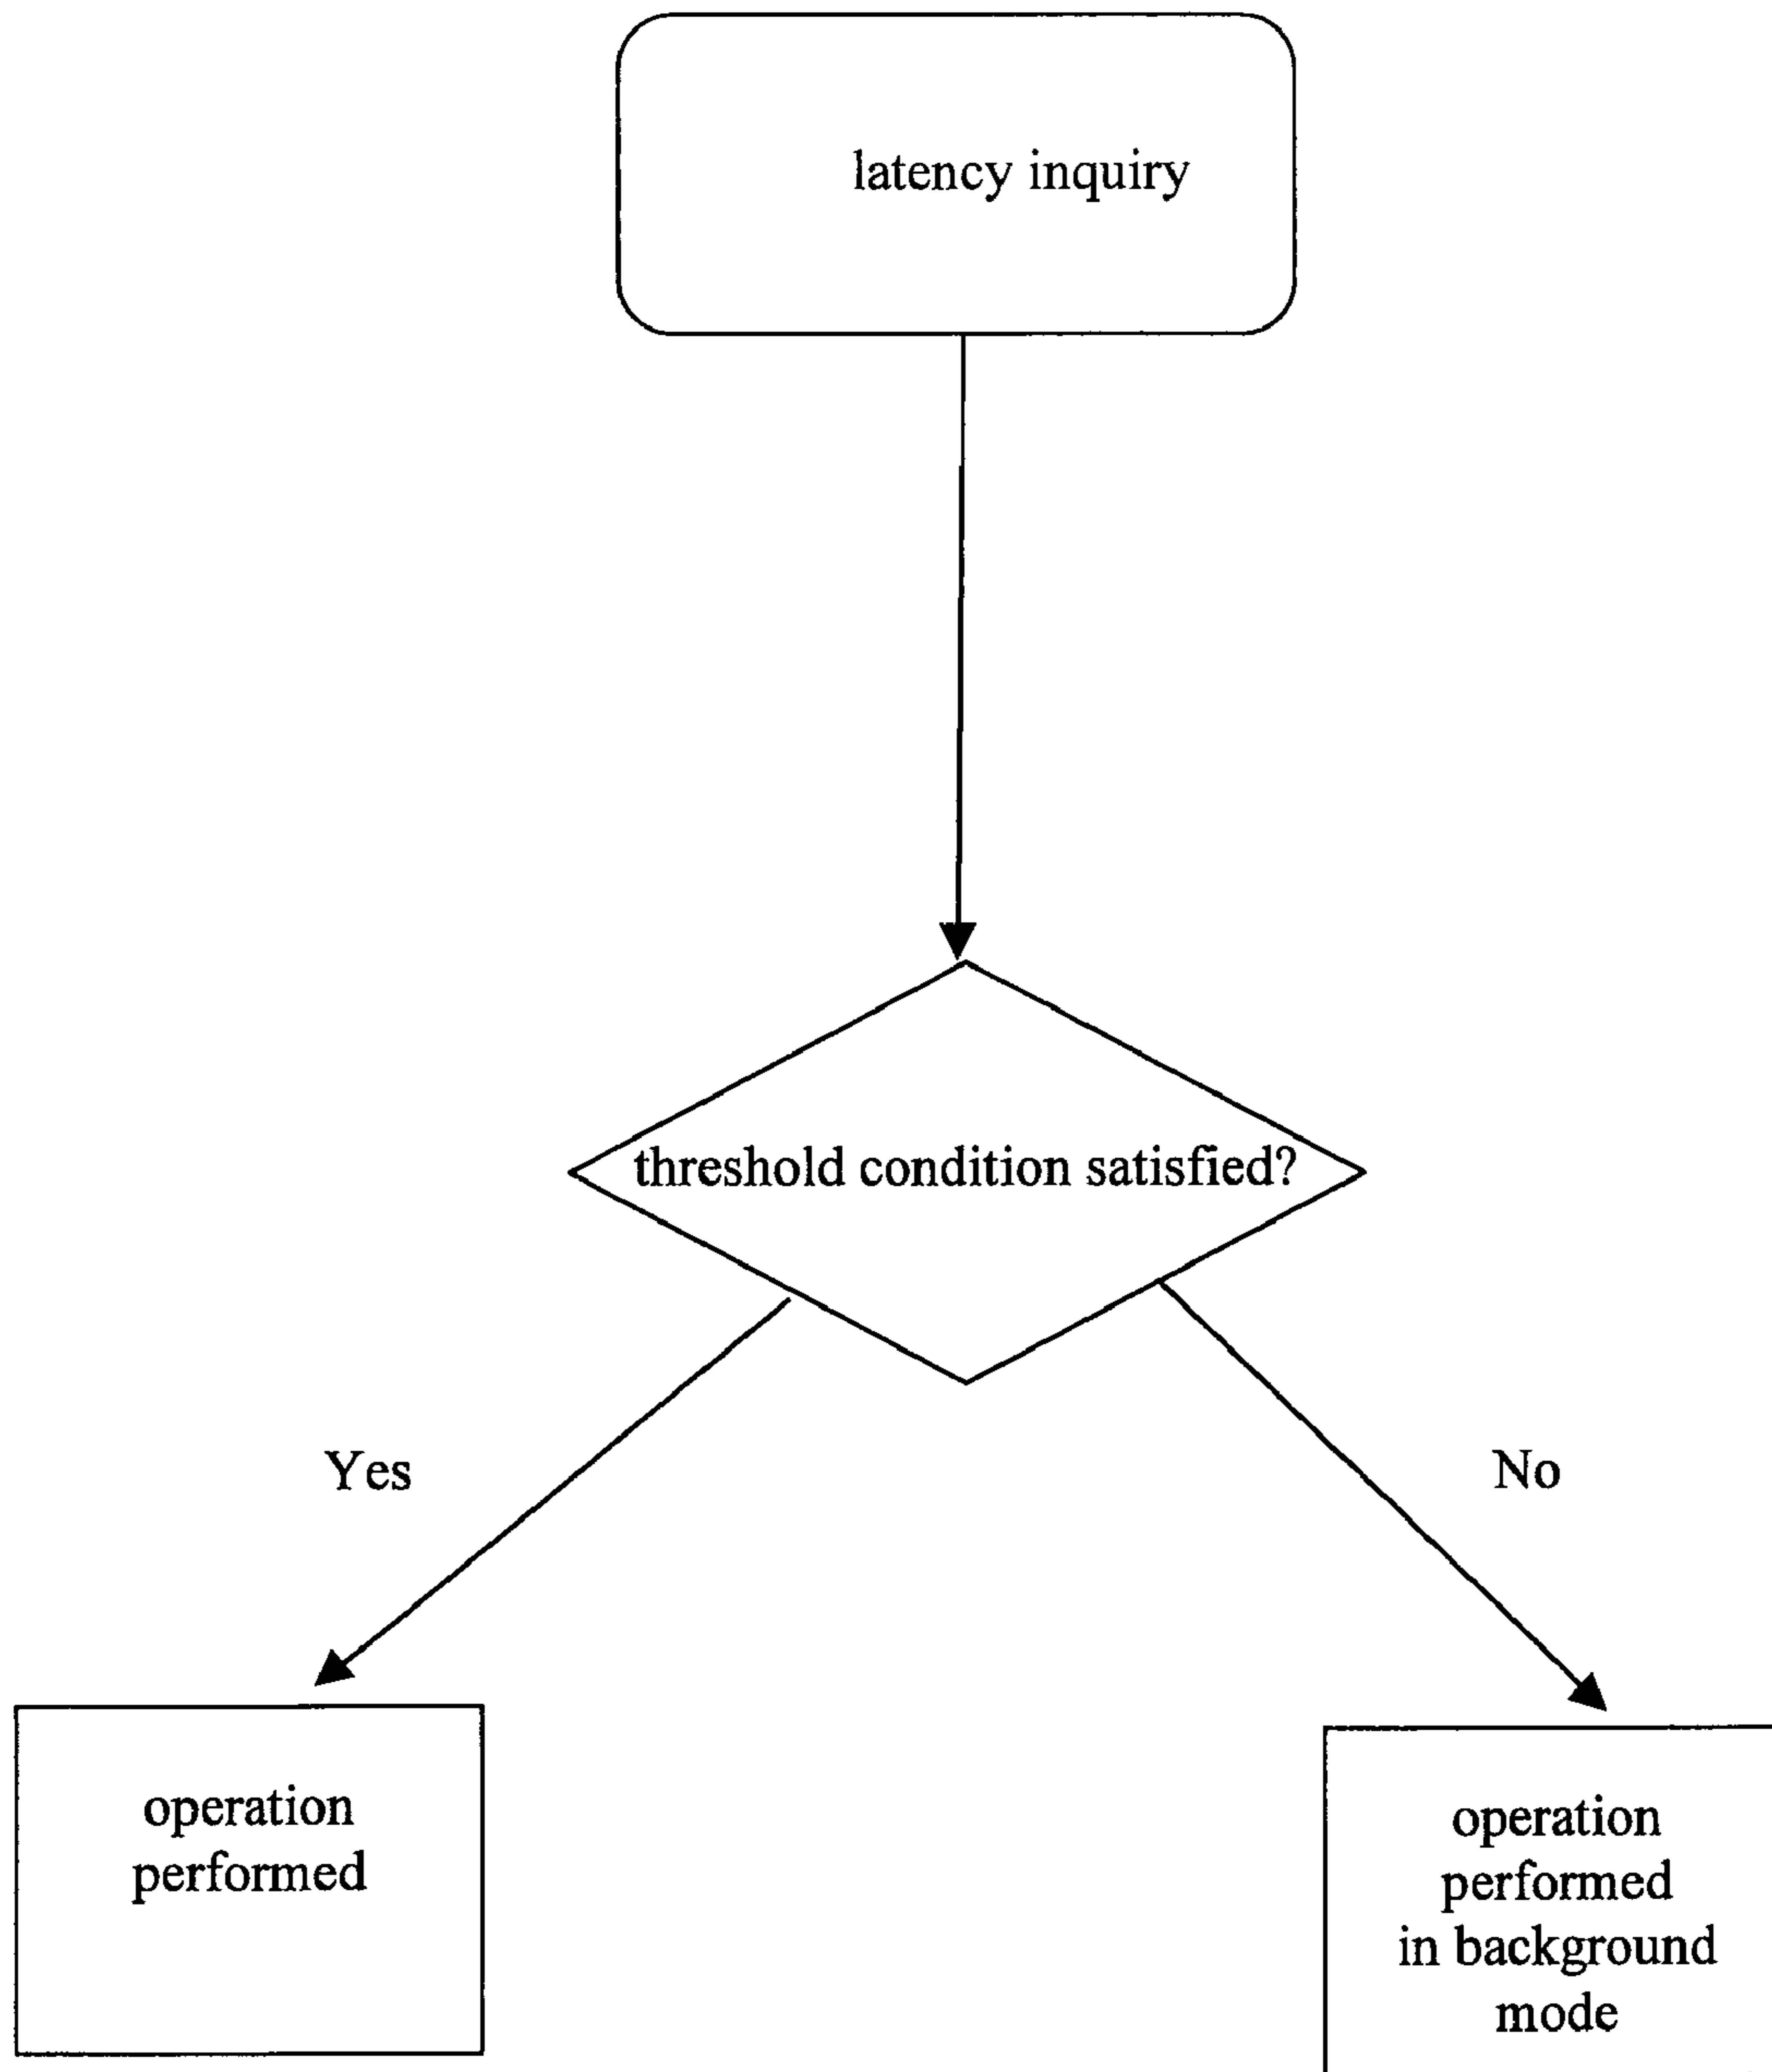 latency inquiry
threshold condition satisfied?
Yes
No
operation
performed
operation
performed
in background
mode